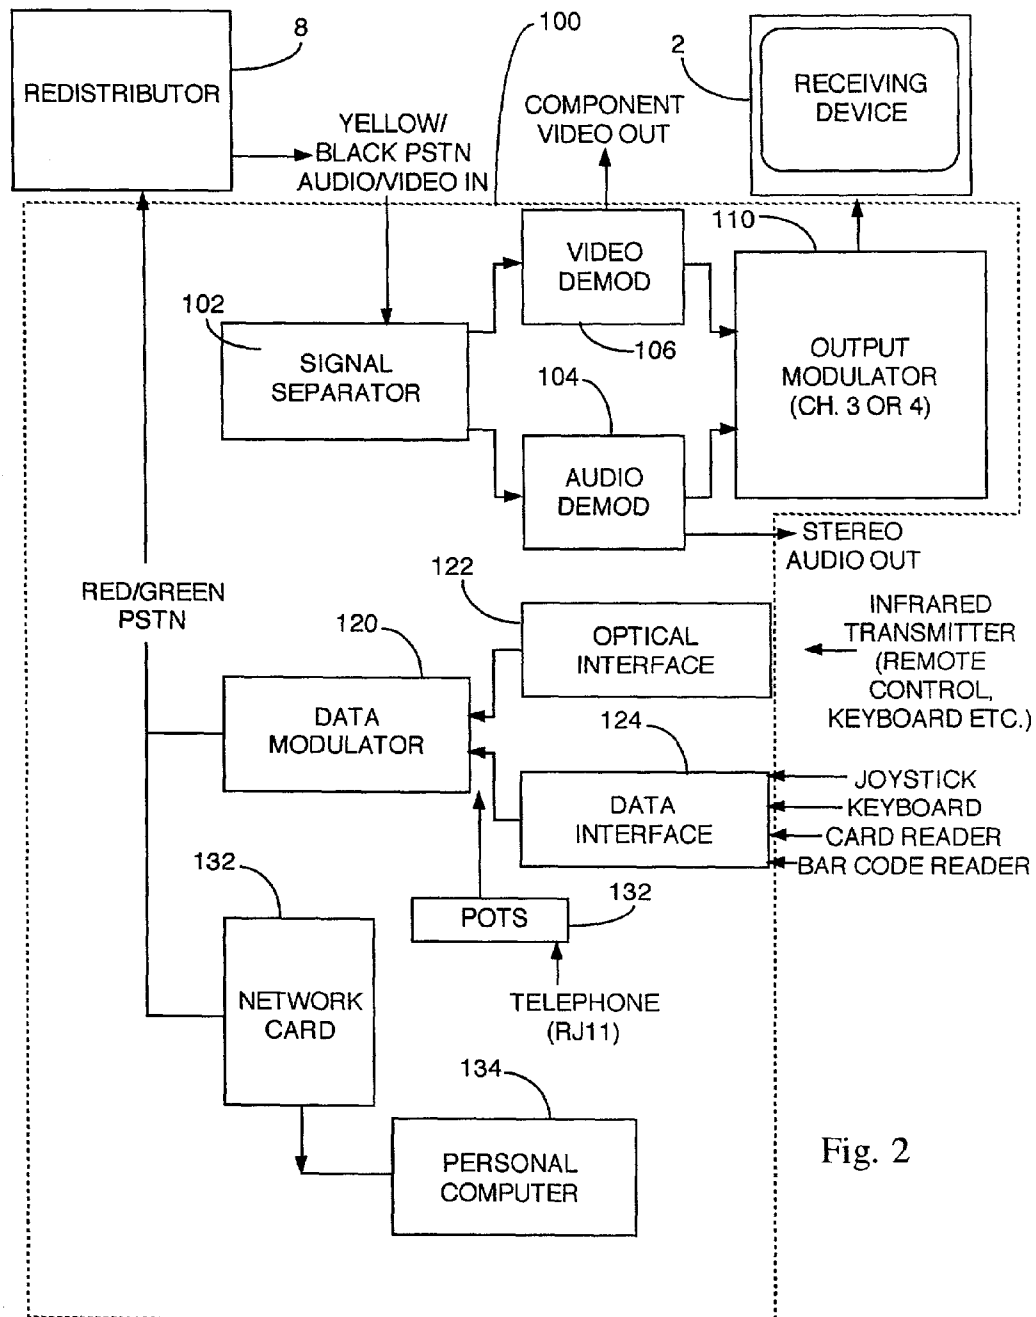 100
8
2
REDISTRIBUTOR
RECEIVING
DEVICE
COMPONENT
VIDEO OUT
YELLOW/
BLACK PSTN
AUDIO/VIDEO IN
110
VIDEO
DEMOD
102
106
SIGNAL
SEPARATOR
OUTPUT
MODULATOR
(CH. 3 OR 4)
104
AUDIO
DEMOD
STEREO
AUDIO OUT
RED/GREEN
PSTN
122
OPTICAL
INTERFACE
INFRARED
TRANSMITTER
(REMOTE
CONTROL,
KEYBOARD ETC.)
120
DATA
MODULATOR
124
DATA
INTERFACE
JOYSTICK
KEYBOARD
CARD READER
BAR CODE READER
132
POTS
132
TELEPHONE
(RJ11)
NETWORK
CARD
134
PERSONAL
COMPUTER
Fig. 2